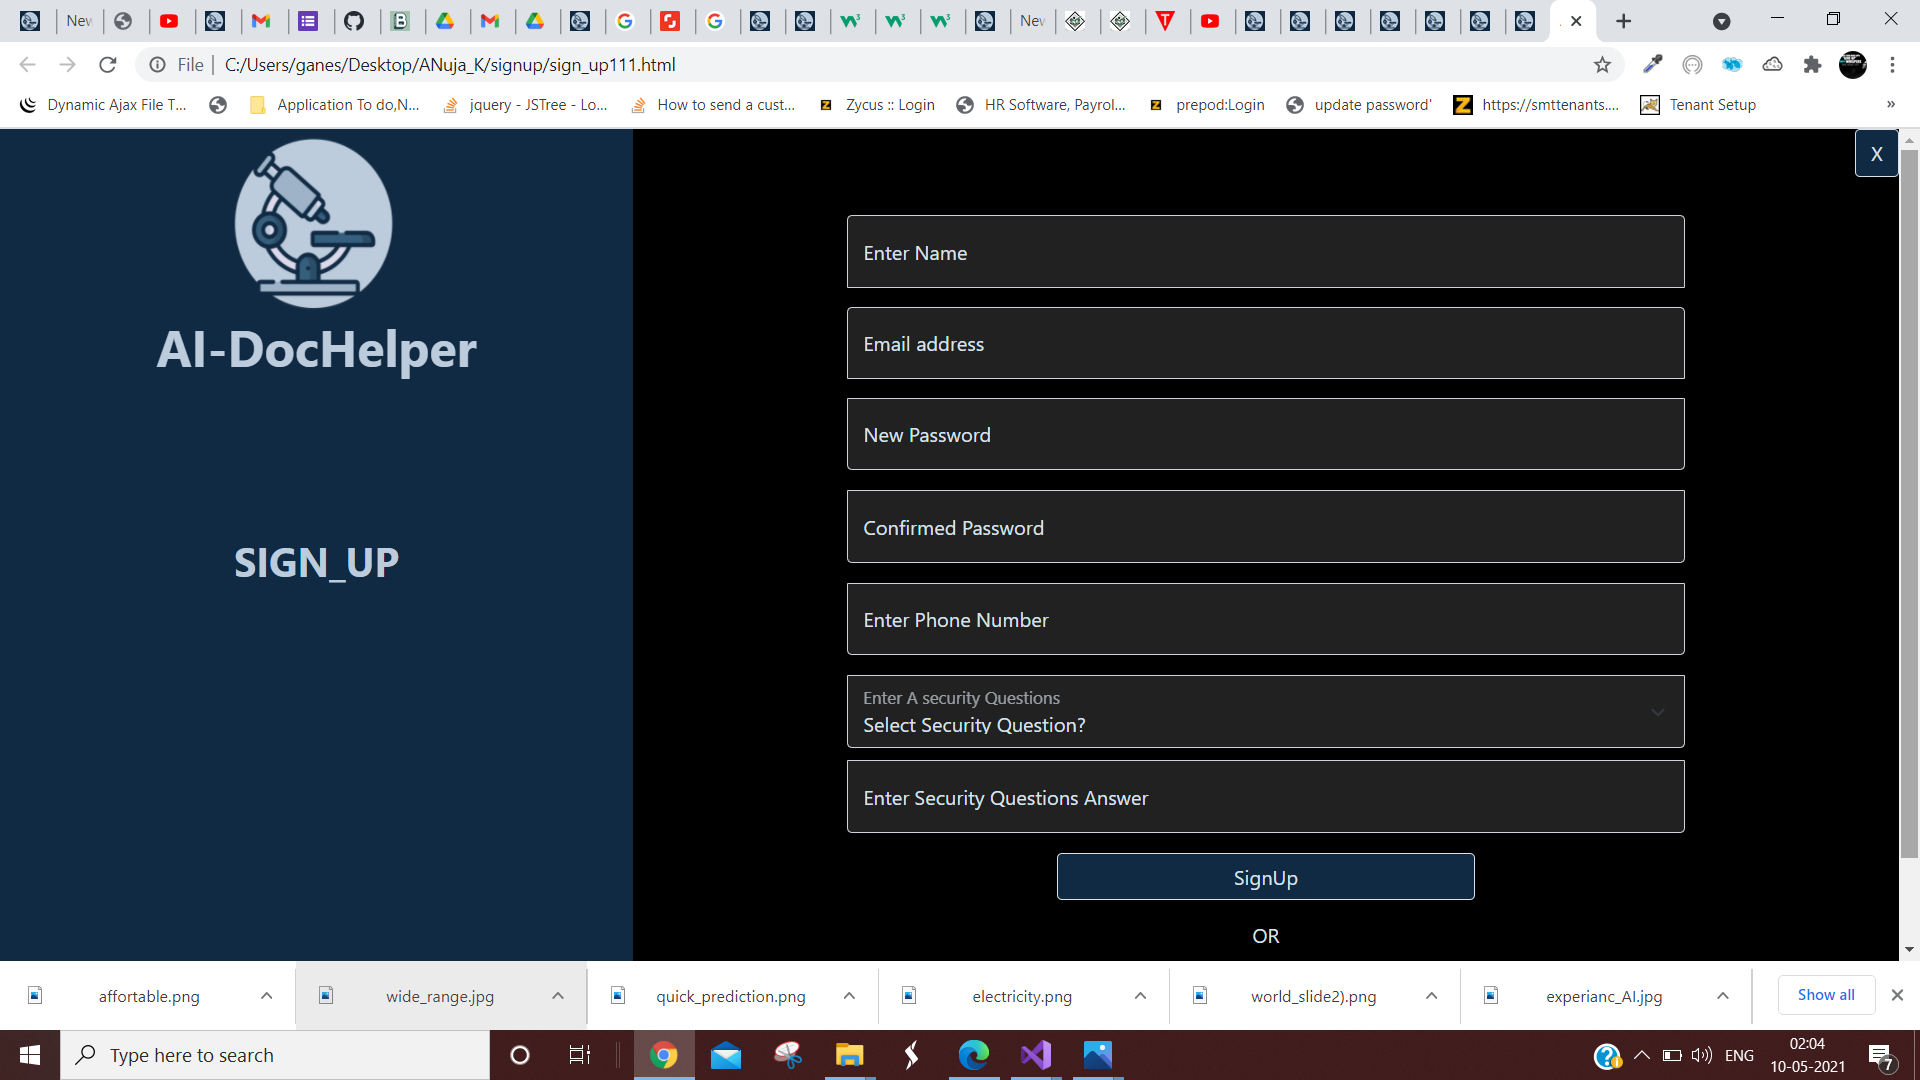 New
New
File
C:/Users/ganes/Desktop/ANuja_K/signup/sign_up111.html
Dynamic Ajax File T...
Application To do,N...
jquery - JSTree - Lo...
How to send a cust...
Zycus :: Login
HR Software, Payrol...
prepod:Login
update password'
https://smttenants....
Tenant Setup
»
X
AI-DocHelper
SIGN_UP
Enter Name
Email address
New Password
Confirmed Password
Enter Phone Number
Enter A security Questions
Select Security Question?
Enter Security Questions Answer
SignUp
OR
affortable.png
wide_range.jpg
quick_prediction.png
electricity.png
world_slide2).png
experianc_AI.jpg
Show all
Type here to search
ENG
02:04
10-05-2021
7